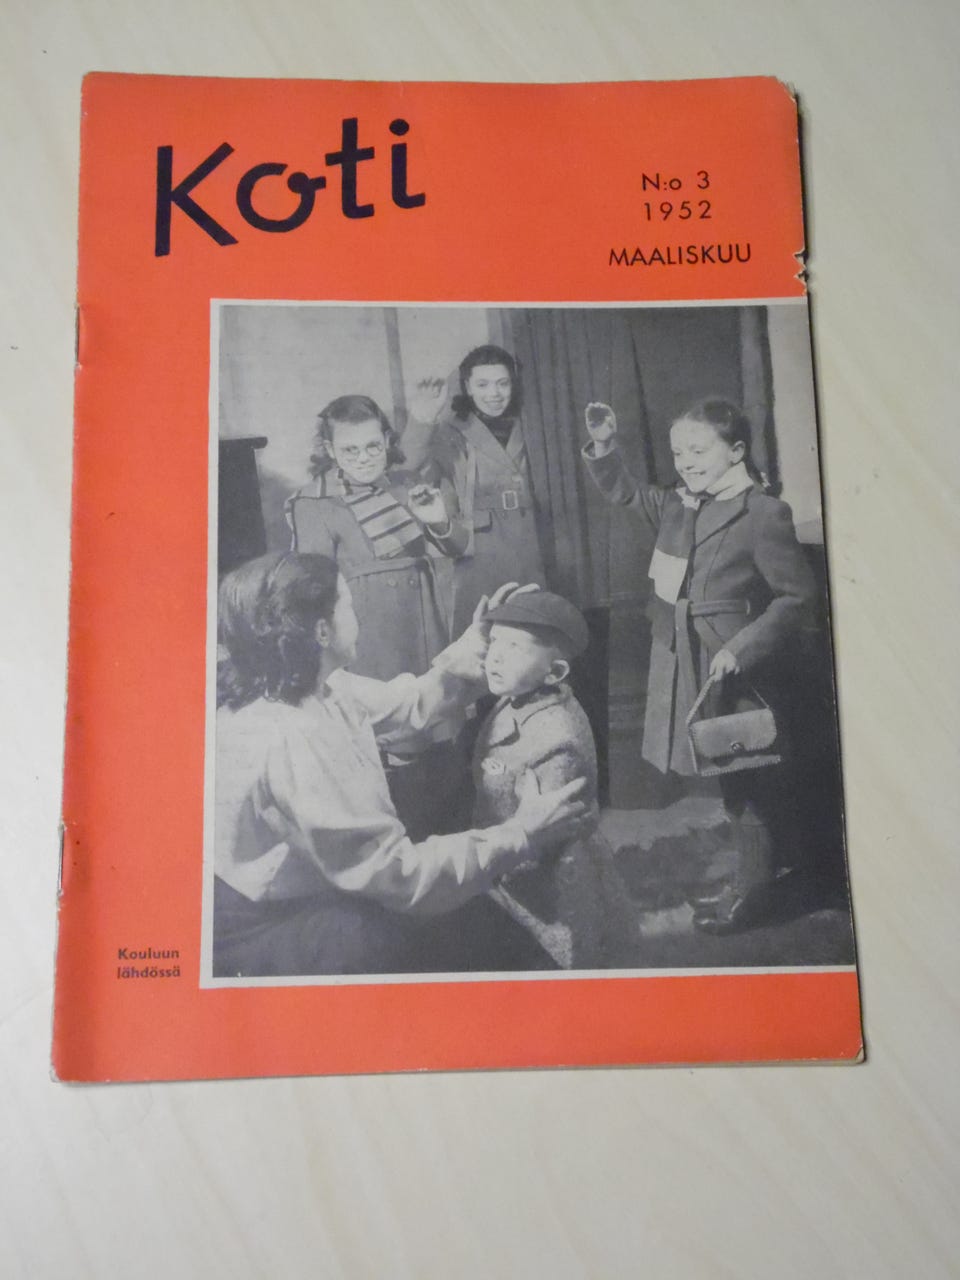 Koti
N:o 3
1952
MAALISKUU
Kouluun
lähdössä